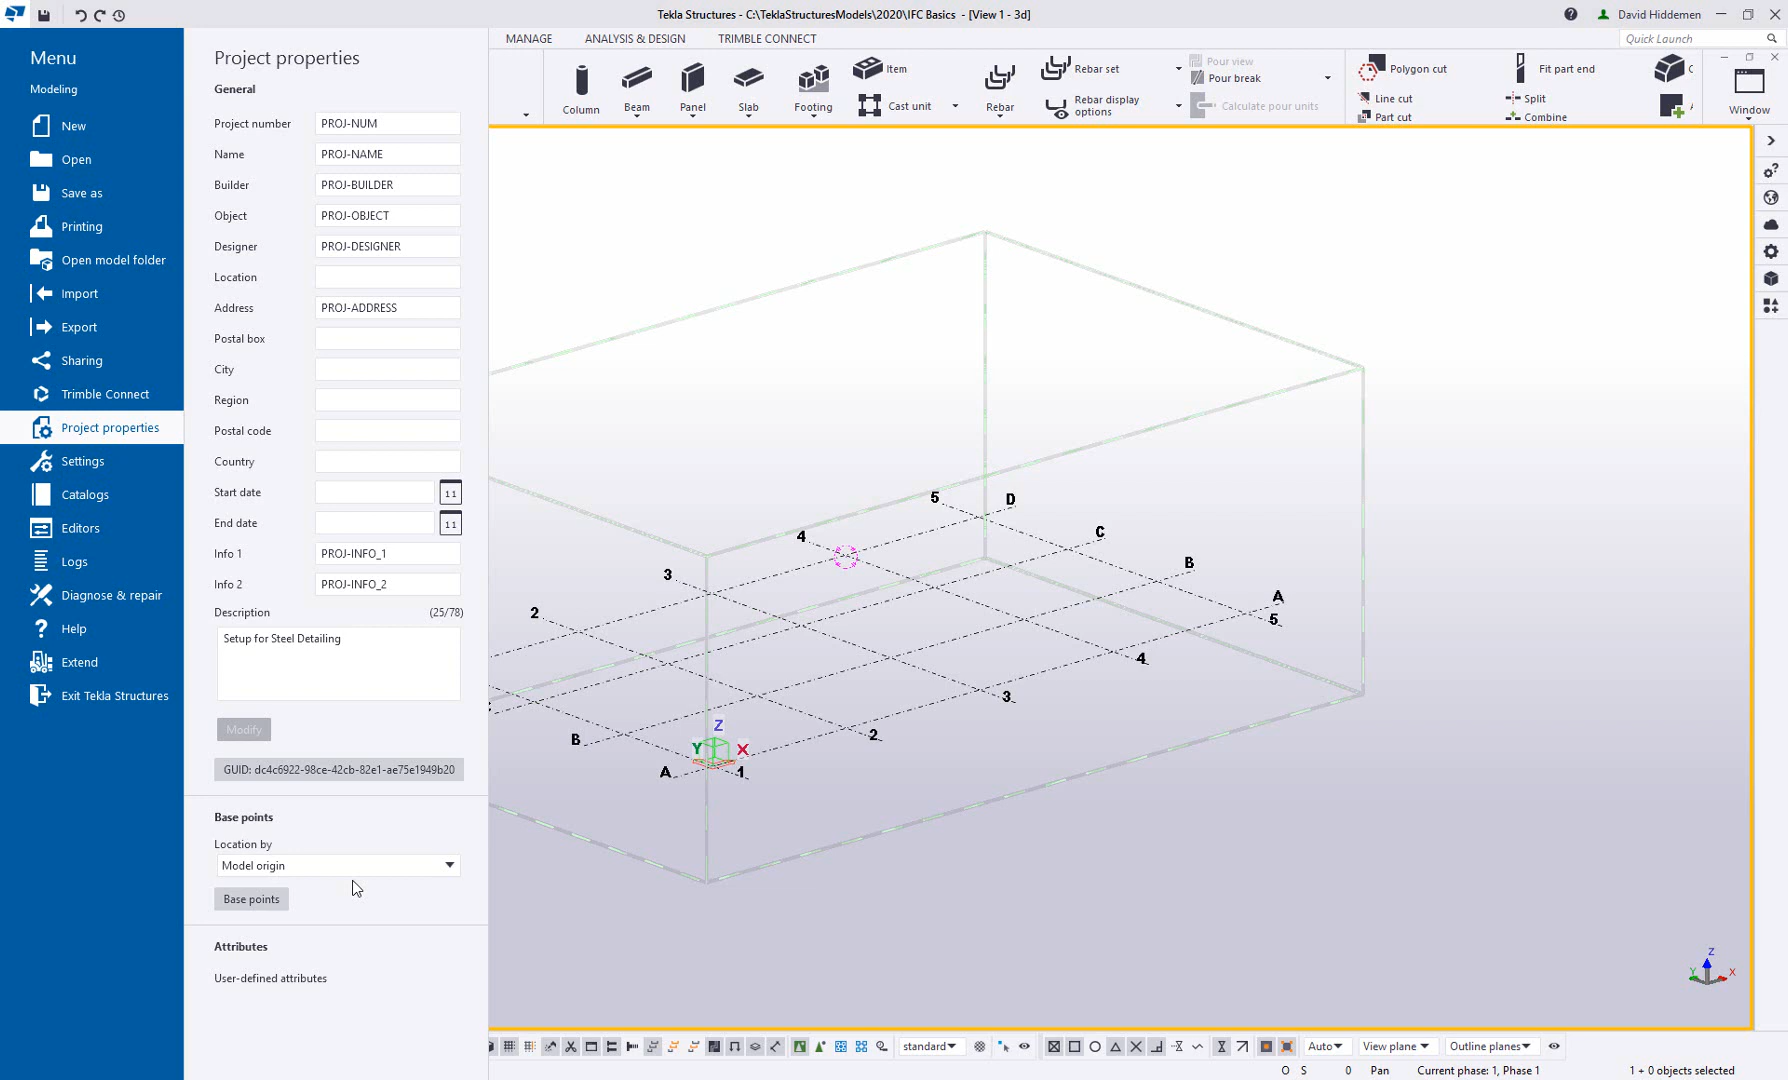 Tekla Structures - C:\TeklaStructuresModels\2020\IFC Basics - [View 1 - 3d]
David Hiddemen
MANAGE
ANALYSIS & DESIGN
TRIMBLE CONNECT
Quick Launch
Column
Beam
Panel
Slab
Footing
Item
Cast unit
Rebar
Rebar set
Rebar display options
Pour view
Pour break
Calculate pour units
Polygon cut
Line cut
Part cut
Fit part end
Split
Combine
Window
Menu
Modeling
New
Open
Save as
Printing
Open model folder
Import
Export
Sharing
Trimble Connect
Project properties
Settings
Catalogs
Editors
Logs
Diagnose & repair
Help
Extend
Exit Tekla Structures
Project properties
General
Project number PROJ-NUM
Name PROJ-NAME
Builder PROJ-BUILDER
Object PROJ-OBJECT
Designer PROJ-DESIGNER
Location
Address PROJ-ADDRESS
Postal box
City
Region
Postal code
Country
Start date 11
End date 11
Info 1 PROJ-INFO_1
Info 2 PROJ-INFO_2
Description (25/78)
Setup for Steel Detailing
Modify
GUID: dc4c6922-98ce-42cb-82e1-ae75e1949b20
Base points
Location by
Model origin
Base points
Attributes
User-defined attributes
5 D
4 C
3 B
2 A
5
4
3
B 2
Z
Y X
A 1
Z
Y X
standard
Auto
View plane
Outline planes
O S 0 Pan Current phase: 1, Phase 1 1 + 0 objects selected